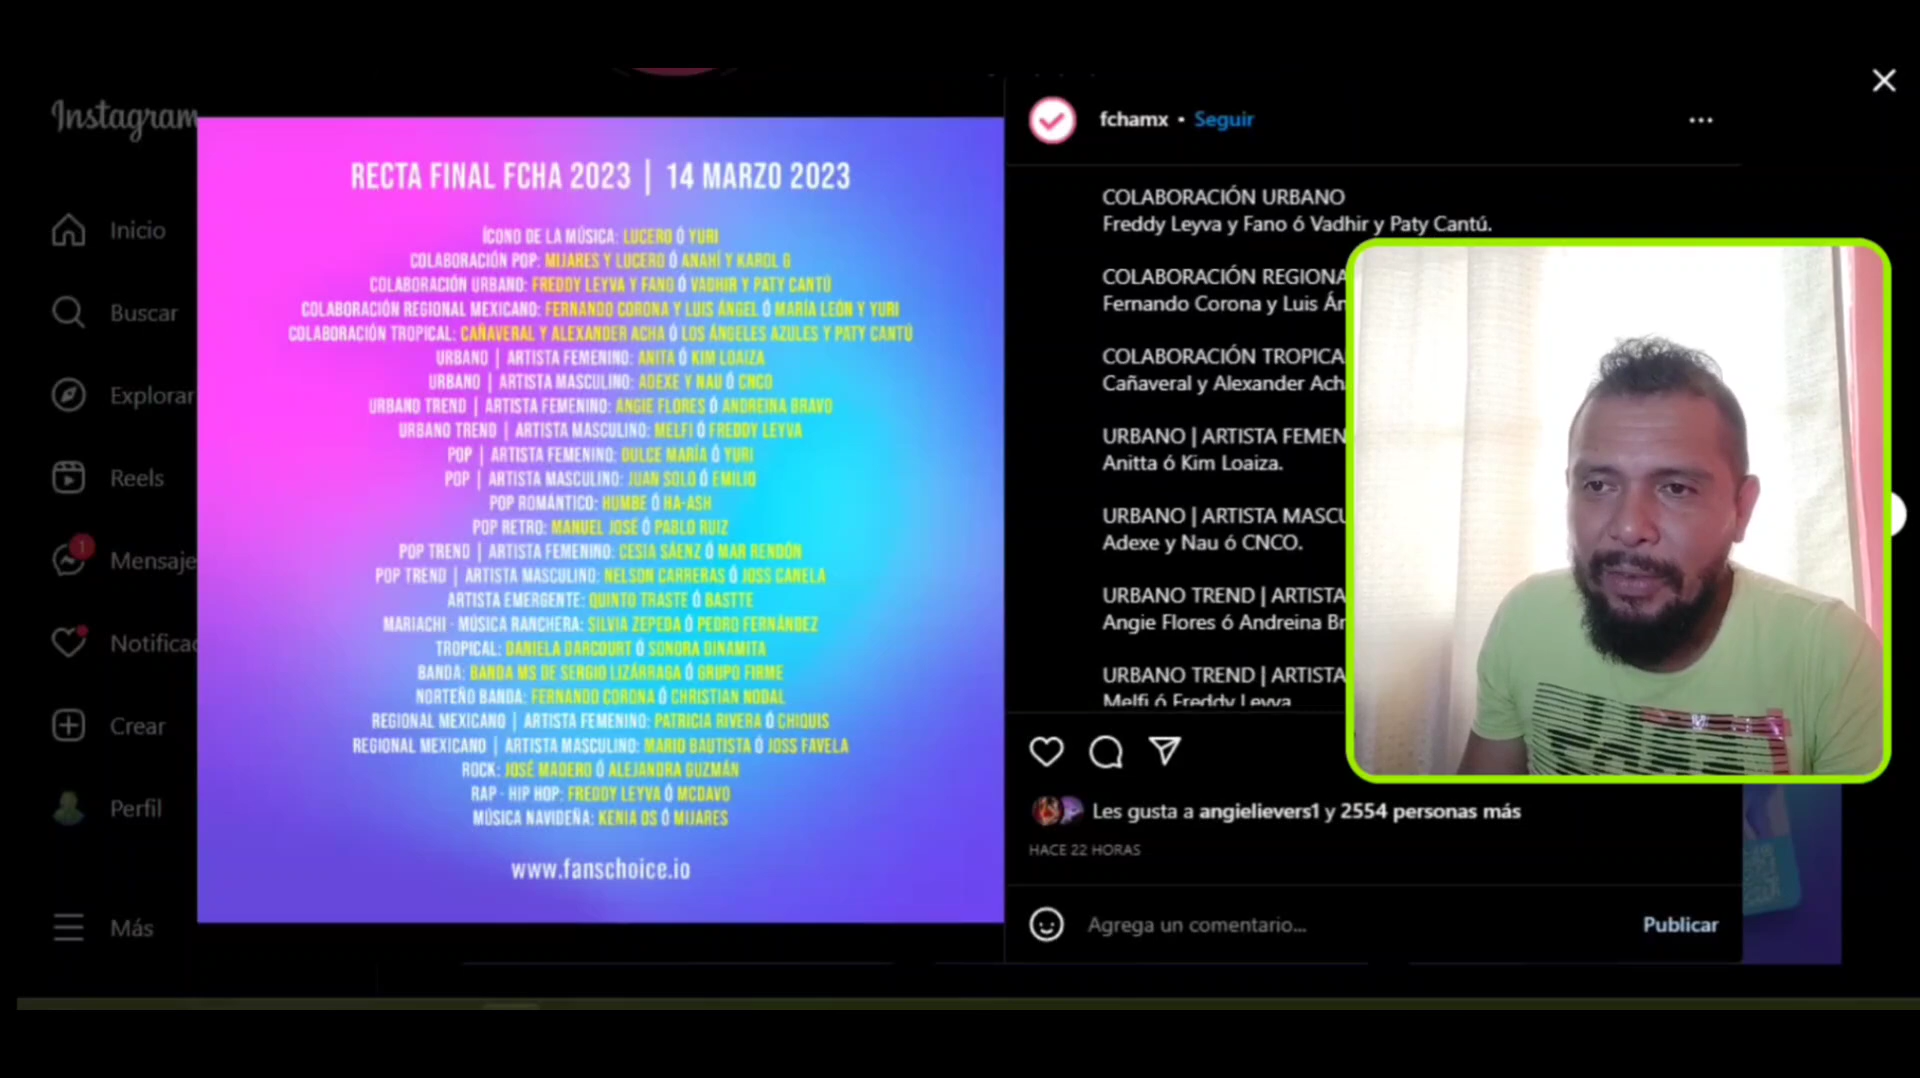 Instagram
Inicio
Buscar
Explorar
Reels
1
Mensaje
Notificac
Crear
Perfil
Más
RECTA FINAL FCHA 2023 | 14 MARZO 2023
ÍCONO DE LA MÚSICA: LUCERO Ó YURI
COLABORACIÓN POP: MIJARES Y LUCERO Ó ANAHÍ Y KAROL G
COLABORACIÓN URBANO: FREDDY LEYVA Y FANO Ó VADHIR Y PATY CANTÚ
COLABORACIÓN REGIONAL MEXICANO: FERNANDO CORONA Y LUIS ÁNGEL Ó MARÍA LEÓN Y YURI
COLABORACIÓN TROPICAL: CAÑAVERAL Y ALEXANDER ACHA Ó LOS ÁNGELES AZULES Y PATY CANTÚ
URBANO | ARTISTA FEMENINO: ANITA Ó KIM LOAIZA
URBANO | ARTISTA MASCULINO: ADEXE Y NAU Ó CNCO
URBANO TREND | ARTISTA FEMENINO: ANGIE FLORES Ó ANDREINA BRAVO
URBANO TREND | ARTISTA MASCULINO: MELFI Ó FREDDY LEYVA
POP | ARTISTA FEMENINO: DULCE MARÍA Ó YURI
POP | ARTISTA MASCULINO: JUAN SOLO Ó EMILIO
POP ROMÁNTICO: HUMBE Ó HA-ASH
POP RETRO: MANUEL JOSÉ Ó PABLO RUIZ
POP TREND | ARTISTA FEMENINO: CESIA SÁENZ Ó MAR RENDÓN
POP TREND | ARTISTA MASCULINO: NELSON CARRERAS Ó JOSS CANELA
ARTISTA EMERGENTE: QUINTO TRASTE Ó BASTTE
MARIACHI - MÚSICA RANCHERA: SILVIA ZEPEDA Ó PEDRO FERNÁNDEZ
TROPICAL: DANIELA DARCOURT Ó SONORA DINAMITA
BANDA: BANDA MS DE SERGIO LIZÁRRAGA Ó GRUPO FIRME
NORTEÑO BANDA: FERNANDO CORONA Ó CHRISTIAN NODAL
REGIONAL MEXICANO | ARTISTA FEMENINO: PATRICIA RIVERA Ó CHIQUIS
REGIONAL MEXICANO | ARTISTA MASCULINO: MARIO BAUTISTA Ó JOSS FAVELA
ROCK: JOSÉ MADERO Ó ALEJANDRA GUZMÁN
RAP - HIP HOP: FREDDY LEYVA Ó MCDAVO
MÚSICA NAVIDEÑA: KENIA OS Ó MIJARES
www.fanschoice.io
fchamx • Seguir
COLABORACIÓN URBANO
Freddy Leyva y Fano ó Vadhir y Paty Cantú.
COLABORACIÓN REGIONA
Fernando Corona y Luis Án
COLABORACIÓN TROPICA
Cañaveral y Alexander Ach
URBANO | ARTISTA FEMEN
Anitta ó Kim Loaiza.
URBANO | ARTISTA MASCU
Adexe y Nau ó CNCO.
URBANO TREND | ARTISTA
Angie Flores ó Andreina Br
URBANO TREND | ARTISTA
Melfi ó Freddy Leyva
Les gusta a angielievers1 y 2554 personas más
HACE 22 HORAS
Agrega un comentario...
Publicar